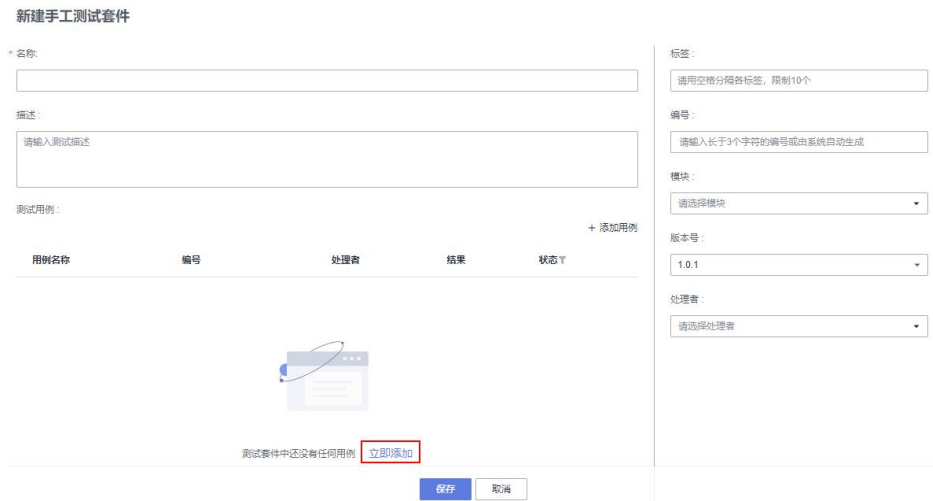 新建手工测试套件
* 名称:
描述 :
请输入测试描述
测试用例 :
+ 添加用例
用例名称 编号 处理者 结果 状态
测试套件中还没有任何用例 立即添加
标签 :
请用空格分隔各标签，限制10个
编号 :
请输入长于3个字符的编号或由系统自动生成
模块 :
请选择模块
版本号 :
1.0.1
处理者 :
请选择处理者
保存 取消